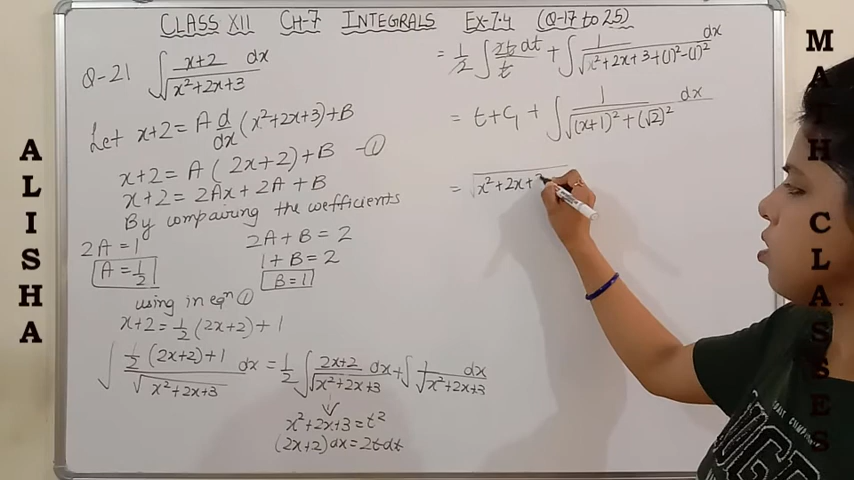 CLASS XII CH-7 INTEGRALS Ex-7.4 (Q-17 to 25)
Q-21 ∫ (x+2)/√(x²+2x+3) dx
Let x+2 = A d/dx (x²+2x+3)+B
x+2 = A(2x+2)+B -①
x+2 = 2Ax+2A+B
By compairing the coefficients
2A = 1 2A+B = 2
A = 1/2 1+B = 2
B = 1
using in eqⁿ ①
x+2 = 1/2 (2x+2)+1
∫ (1/2 (2x+2)+1)/√(x²+2x+3) dx = 1/2 ∫ (2x+2)/√(x²+2x+3) dx + ∫ 1/√(x²+2x+3) dx
x²+2x+3 = t²
(2x+2)dx = 2t dt
= 1/2 ∫ 2t dt/t + ∫ 1/√(x²+2x+3+(1)²-(1)²) dx
= t+C₁ + ∫ 1/√((x+1)²+(√2)²) dx
= √(x²+2x+
ALISHA
MATH CLASSES